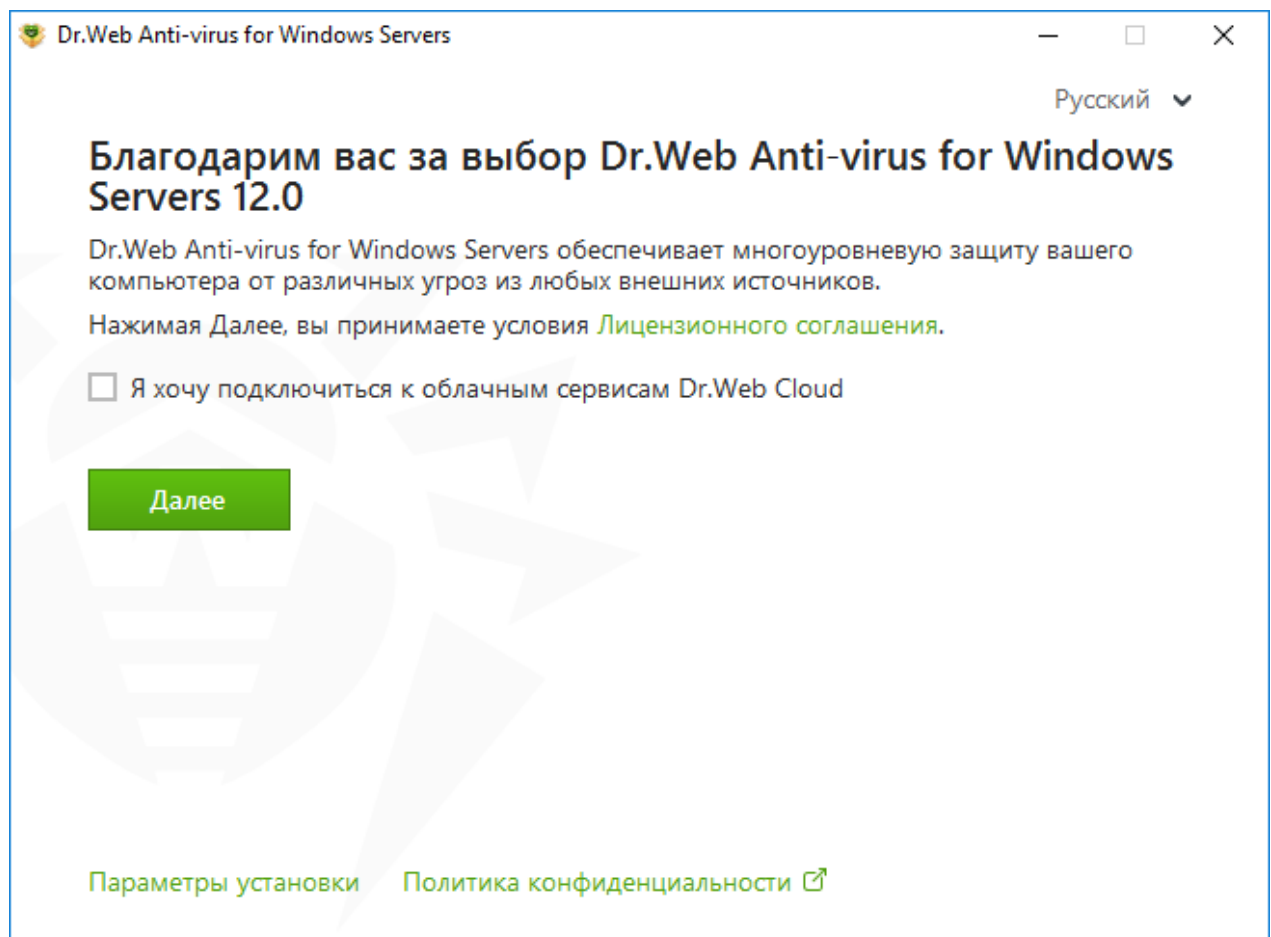 Dr.Web Anti-virus for Windows Servers
Русский
Благодарим вас за выбор Dr.Web Anti-virus for Windows
Servers 12.0
Dr.Web Anti-virus for Windows Servers обеспечивает многоуровневую защиту вашего
компьютера от различных угроз из любых внешних источников.
Нажимая Далее, вы принимаете условия Лицензионного соглашения.
Я хочу подключиться к облачным сервисам Dr.Web Cloud
Далее
Параметры установки Политика конфиденциальности